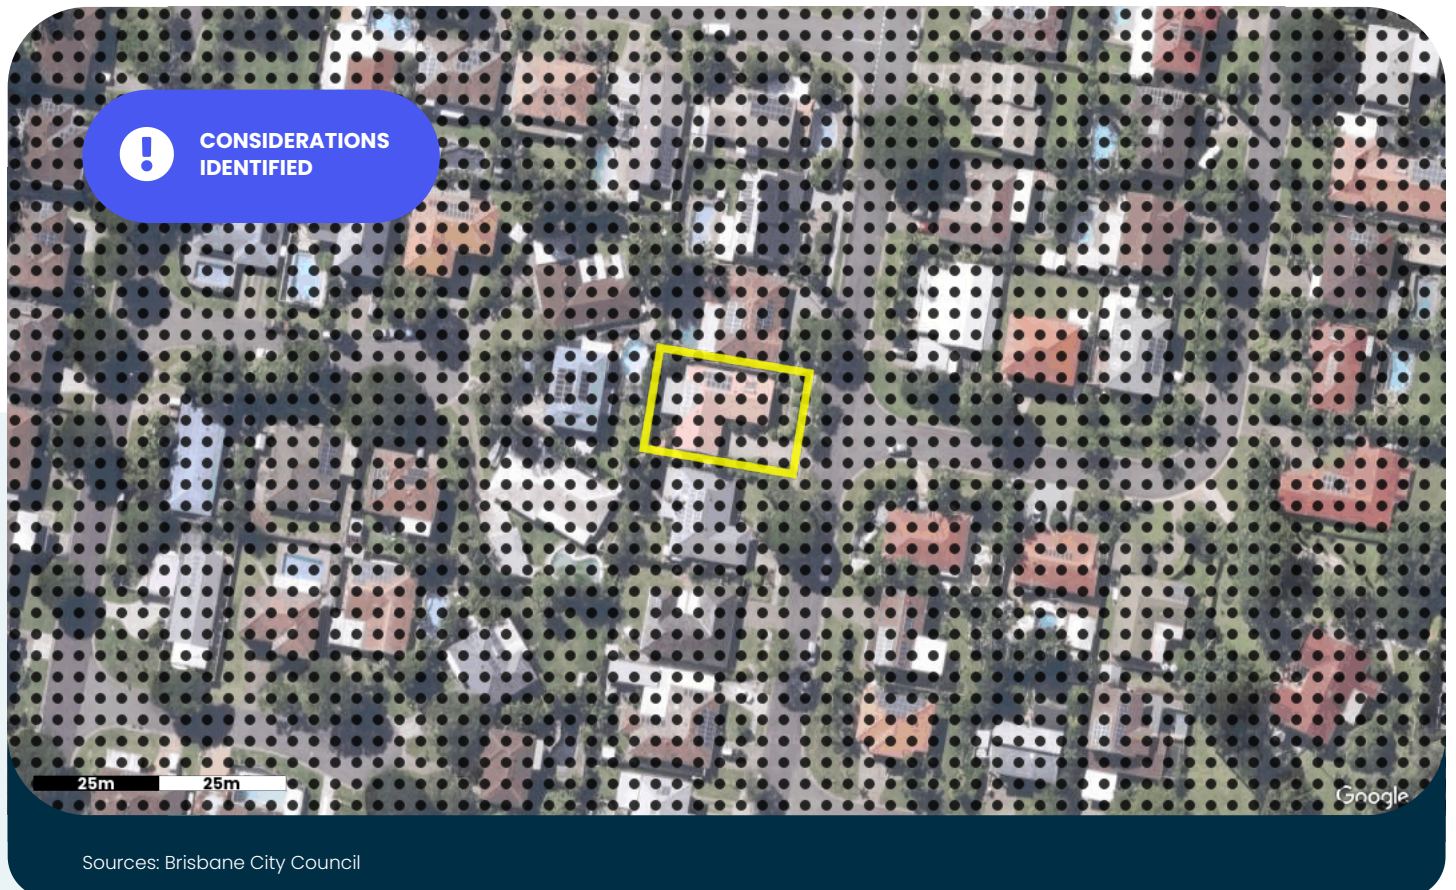 CONSIDERATIONS
IDENTIFIED
25m 25m
Google
Sources: Brisbane City Council